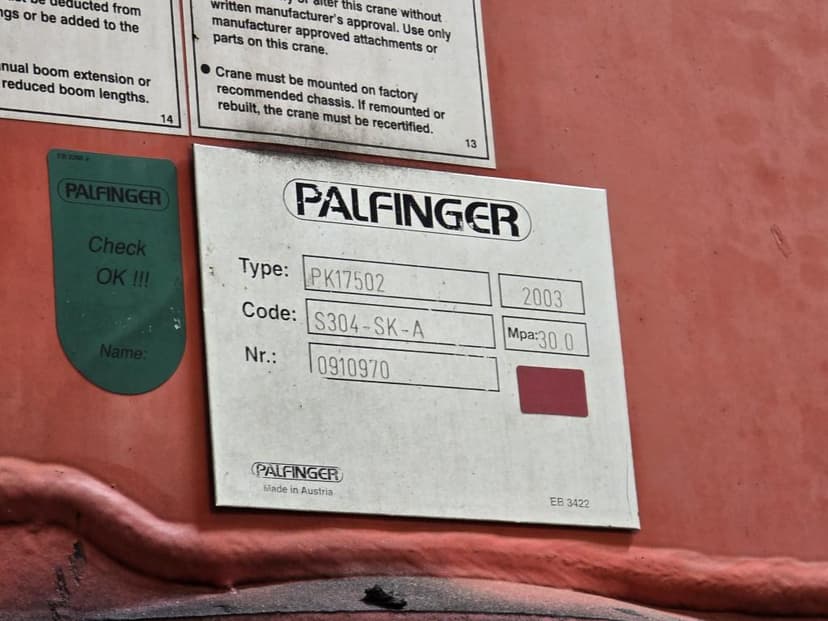 be deducted from
or be added to the
boom extension or
reduced boom lengths.
14
alter this crane without
written manufacturer's approval. Use only
manufacturer approved attachments or
parts on this crane.
● Crane must be mounted on factory
recommended chassis. If remounted or
rebuilt, the crane must be recertified.
13
PALFINGER
Check
OK !!!
Name:
PALFINGER
Type: PK17502 2003
Code: S304-SK-A Mpa: 30.0
Nr.: 0910970
PALFINGER
Made in Austria
EB 3422